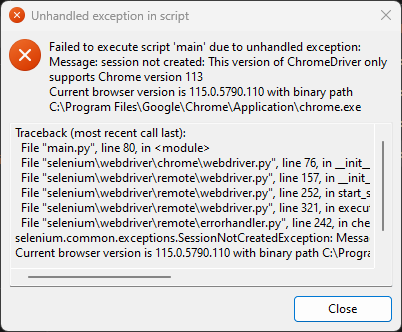 Unhandled exception in script
Failed to execute script 'main' due to unhandled exception:
Message: session not created: This version of ChromeDriver only
supports Chrome version 113
Current browser version is 115.0.5790.110 with binary path
C:\Program Files\Google\Chrome\Application\chrome.exe
Traceback (most recent call last):
File "main.py", line 80, in <module>
File "selenium\webdriver\chrome\webdriver.py", line 76, in __init__
File "selenium\webdriver\remote\webdriver.py", line 157, in __init_
File "selenium\webdriver\remote\webdriver.py", line 252, in start_s
File "selenium\webdriver\remote\webdriver.py", line 321, in execut
File "selenium\webdriver\remote\errorhandler.py", line 242, in che
selenium.common.exceptions.SessionNotCreatedException: Messa
Current browser version is 115.0.5790.110 with binary path C:\Progra
Close